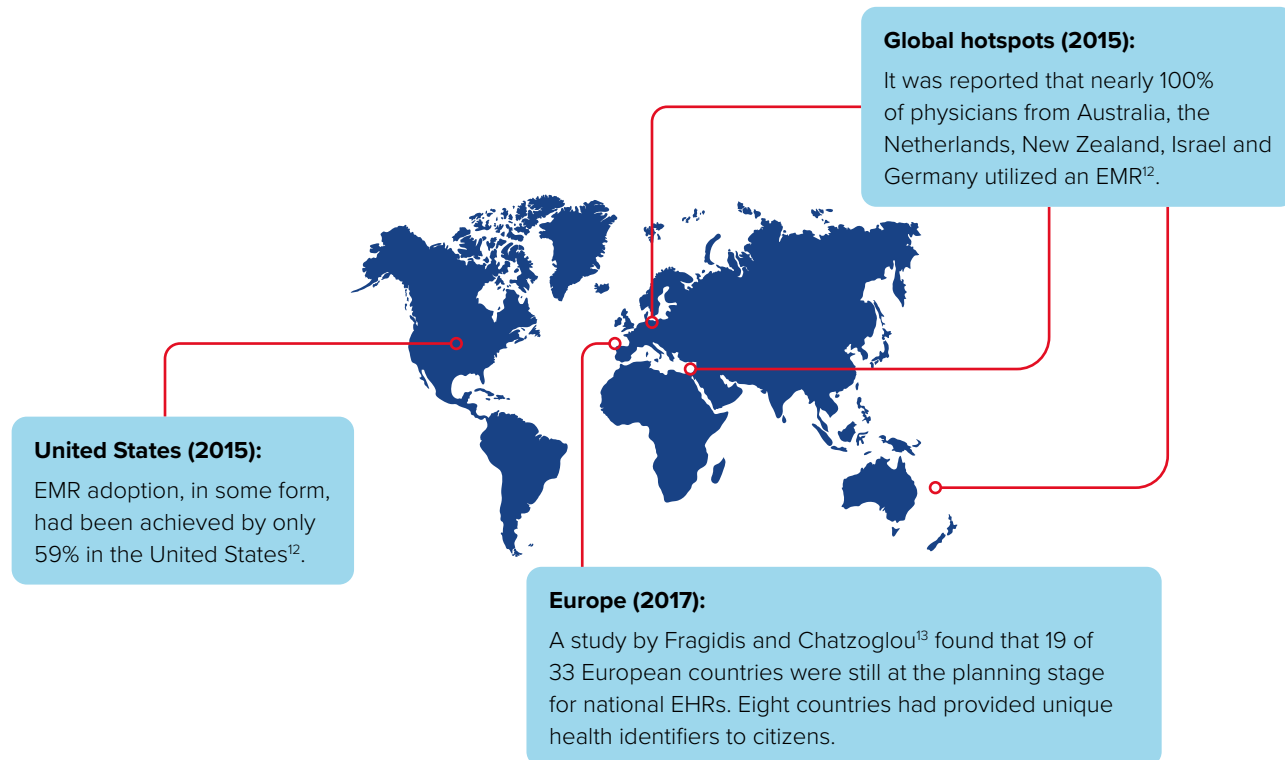 Global hotspots (2015):
It was reported that nearly 100%
of physicians from Australia, the
Netherlands, New Zealand, Israel and
Germany utilized an EMR¹².
United States (2015):
EMR adoption, in some form,
had been achieved by only
59% in the United States¹².
Europe (2017):
A study by Fragidis and Chatzoglou¹³ found that 19 of
33 European countries were still at the planning stage
for national EHRs. Eight countries had provided unique
health identifiers to citizens.